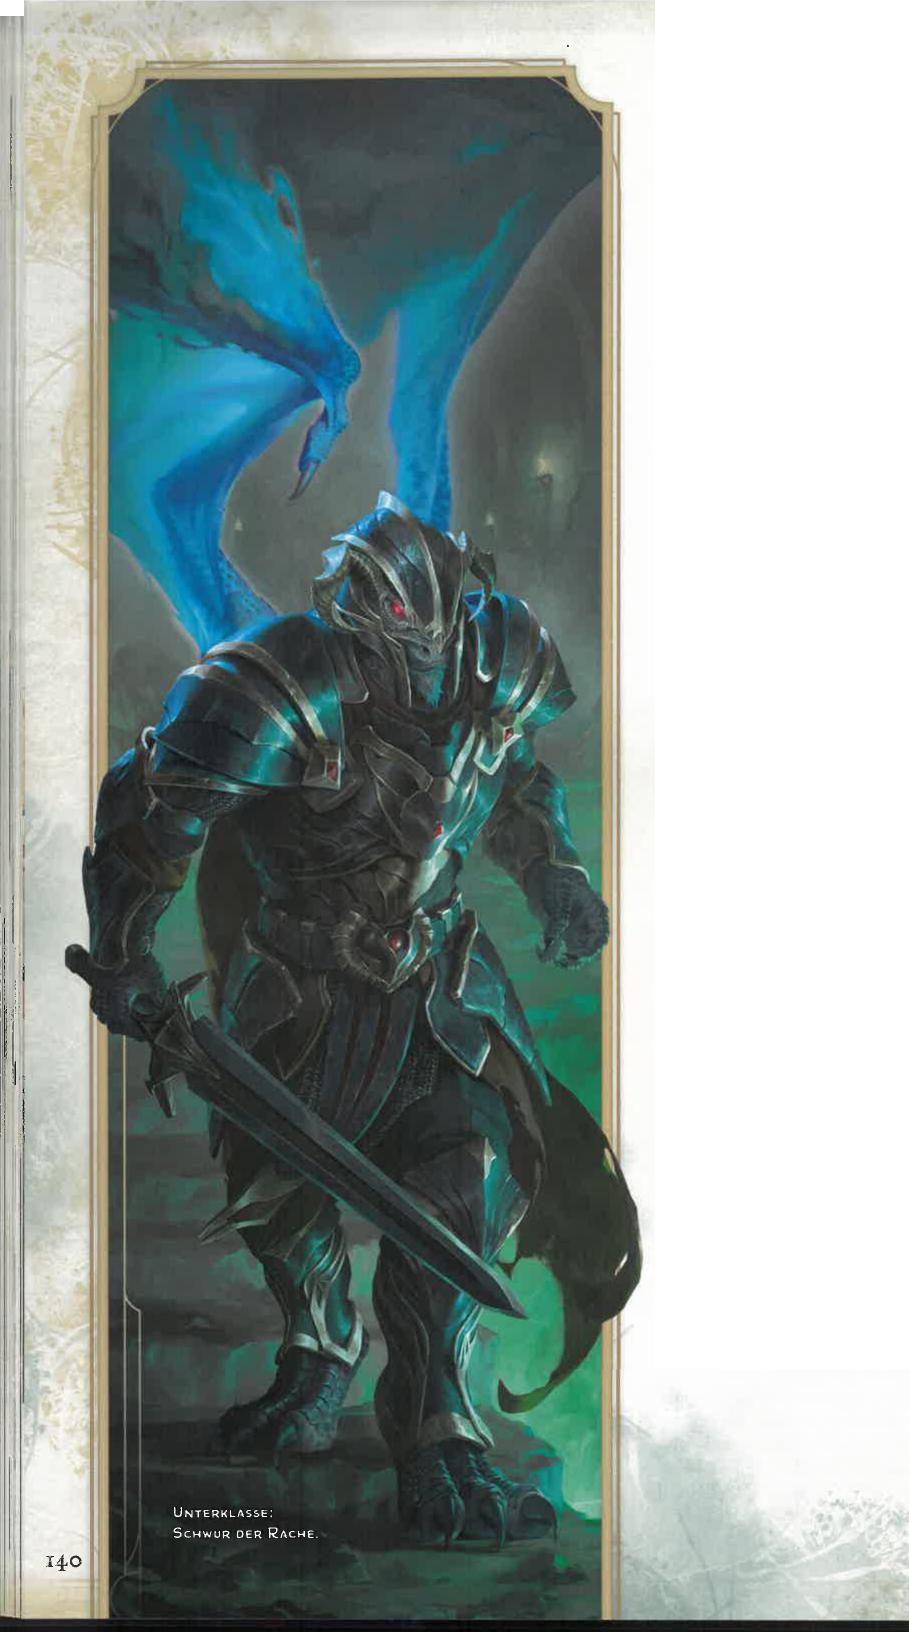 Unterklasse:
Schwur der Rache.
140